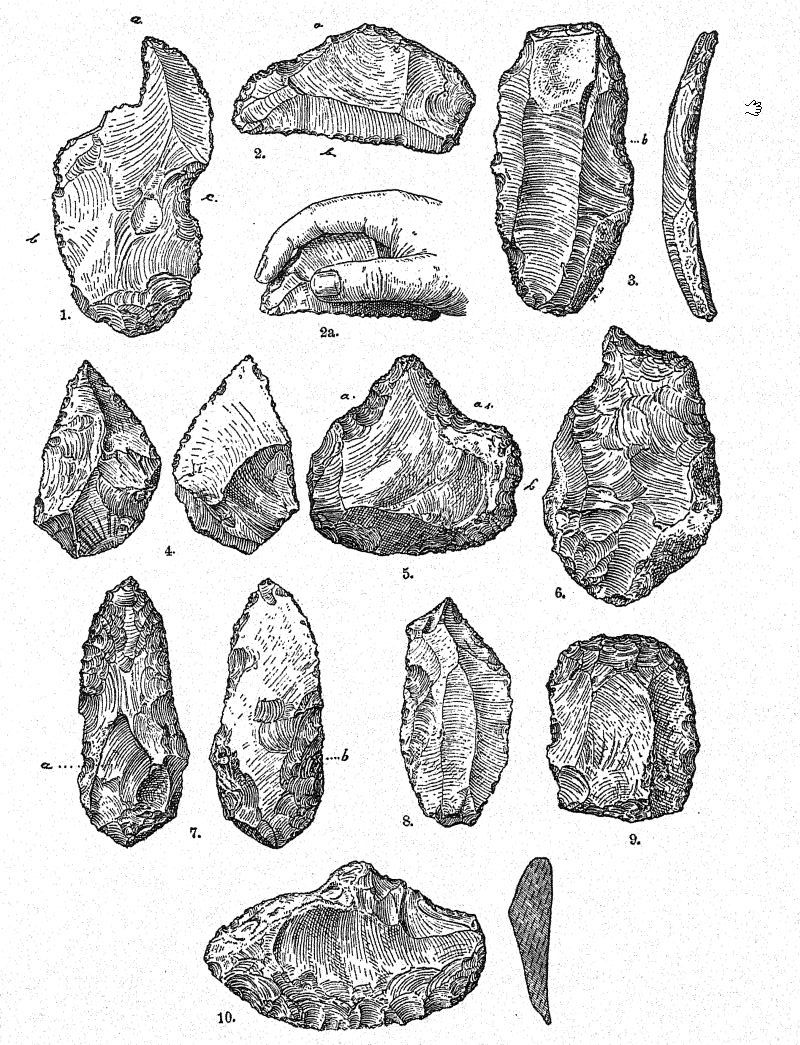 a
a
b
c.
b
1.
2.
b.
2a.
3.
a.
a 1.
b
4.
5.
6.
a ....
....b
7.
8.
9.
10.